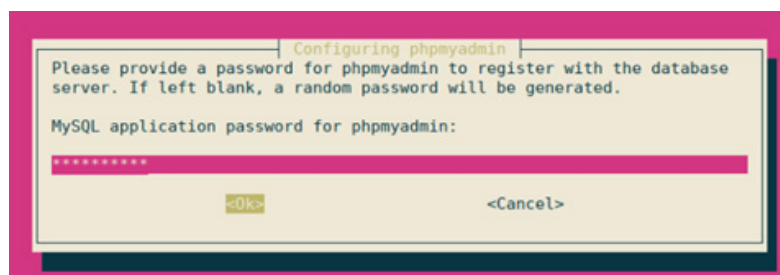 Configuring phpmyadmin
Please provide a password for phpmyadmin to register with the database
server. If left blank, a random password will be generated.
MySQL application password for phpmyadmin:
**********
<Ok> <Cancel>